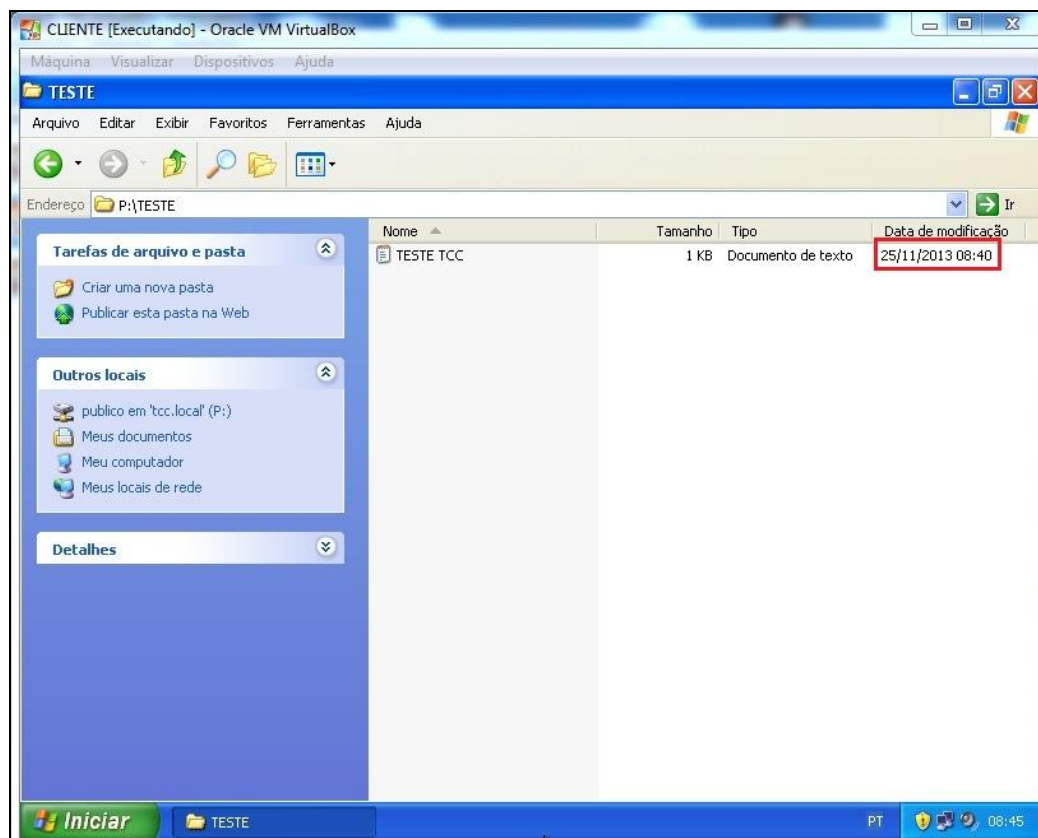 CLIENTE [Executando] - Oracle VM VirtualBox
Máquina Visualizar Dispositivos Ajuda
TESTE
Arquivo Editar Exibir Favoritos Ferramentas Ajuda
Endereço P:\TESTE Ir
Nome Tamanho Tipo Data de modificação
TESTE TCC 1 KB Documento de texto 25/11/2013 08:40
Tarefas de arquivo e pasta
Criar uma nova pasta
Publicar esta pasta na Web
Outros locais
publico em 'tcc.local' (P:)
Meus documentos
Meu computador
Meus locais de rede
Detalhes
Iniciar TESTE PT 08:45